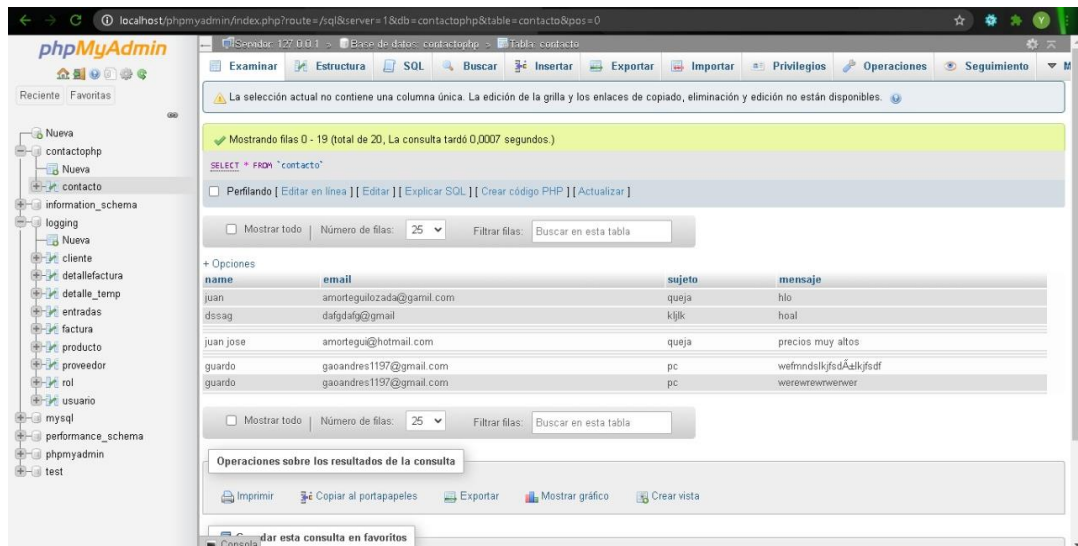 localhost/phpmyadmin/index.php?route=/sql&server=1&db=contactophp&table=contacto&pos=0
phpMyAdmin
Reciente Favoritas
Nueva
contactophp
Nueva
contacto
information_schema
logging
Nueva
cliente
detallefactura
detalle_temp
entradas
factura
producto
proveedor
rol
usuario
mysql
performance_schema
phpmyadmin
test
Servidor: 127.0.0.1 » Base de datos: contactophp » Tabla: contacto
Examinar Estructura SQL Buscar Insertar Exportar Importar Privilegios Operaciones Seguimiento
La selección actual no contiene una columna única. La edición de la grilla y los enlaces de copiado, eliminación y edición no están disponibles.
Mostrando filas 0 - 19 (total de 20, La consulta tardó 0,0007 segundos.)
SELECT * FROM `contacto`
Perfilando [ Editar en línea ] [ Editar ] [ Explicar SQL ] [ Crear código PHP ] [ Actualizar ]
Mostrar todo | Número de filas: 25 Filtrar filas: Buscar en esta tabla
+ Opciones
name email sujeto mensaje
juan amorteguilozada@gamil.com queja hlo
dssag dafgdafg@gmail kljlk hoal
juan jose amortegui@hotmail.com queja precios muy altos
guardo gaoandres1197@gmail.com pc wefmndslkjfsdÃ±lkjfsdf
guardo gaoandres1197@gmail.com pc werewrewrwerwer
Mostrar todo | Número de filas: 25 Filtrar filas: Buscar en esta tabla
Operaciones sobre los resultados de la consulta
Imprimir Copiar al portapapeles Exportar Mostrar gráfico Crear vista
dar esta consulta en favoritos
Consola